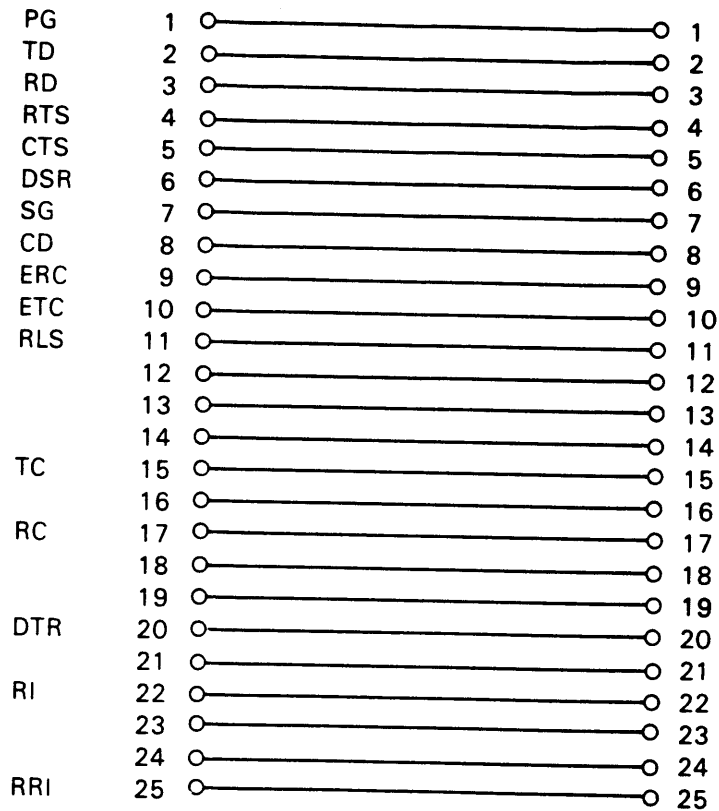 PG 1 1
TD 2 2
RD 3 3
RTS 4 4
CTS 5 5
DSR 6 6
SG 7 7
CD 8 8
ERC 9 9
ETC 10 10
RLS 11 11
12 12
13 13
14 14
TC 15 15
16 16
RC 17 17
18 18
19 19
DTR 20 20
21 21
RI 22 22
23 23
24 24
RRI 25 25